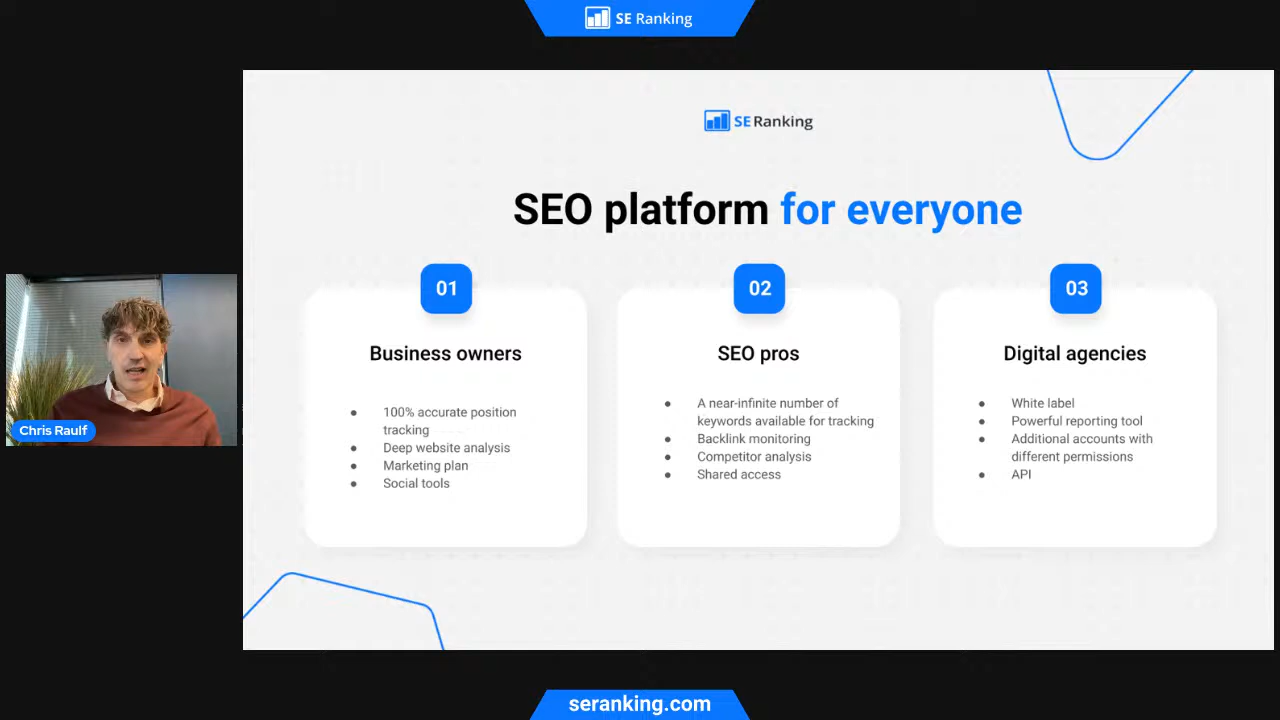 SE Ranking
SE Ranking
SEO platform for everyone
01
Business owners
● 100% accurate position
tracking
● Deep website analysis
● Marketing plan
● Social tools
02
SEO pros
● A near-infinite number of
keywords available for tracking
● Backlink monitoring
● Competitor analysis
● Shared access
03
Digital agencies
● White label
● Powerful reporting tool
● Additional accounts with
different permissions
● API
Chris Raulf
seranking.com